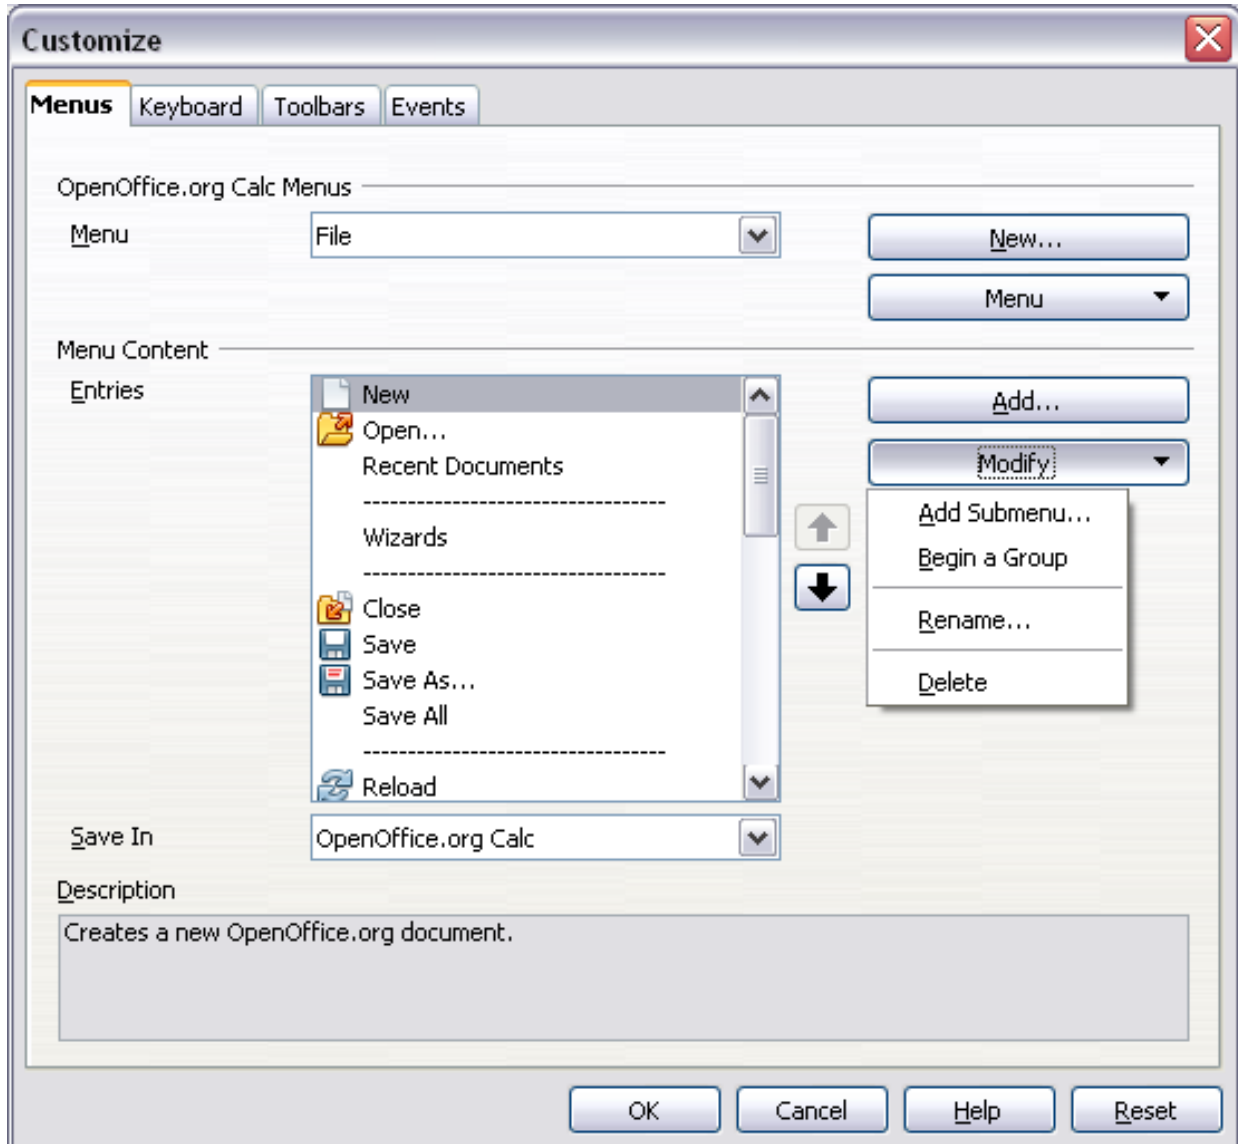 Customize
Menus Keyboard Toolbars Events
OpenOffice.org Calc Menus
Menu File New...
Menu
Menu Content
Entries New Add...
Open...
Recent Documents Modify
---------------------------------
Add Submenu...
Wizards
Begin a Group
---------------------------------
Close
Rename...
Save
Save As...
Delete
Save All
---------------------------------
Reload
Save In OpenOffice.org Calc
Description
Creates a new OpenOffice.org document.
OK Cancel Help Reset